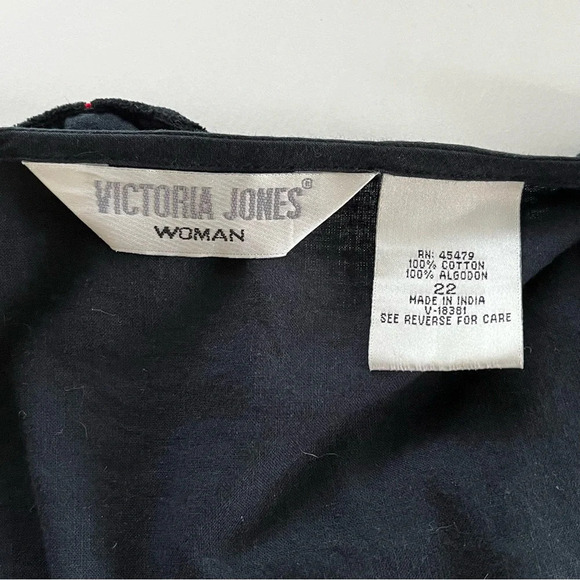 VICTORIA JONES®
WOMAN
RN: 45479
100% COTTON
100% ALGODON
22
MADE IN INDIA
V-18381
SEE REVERSE FOR CARE